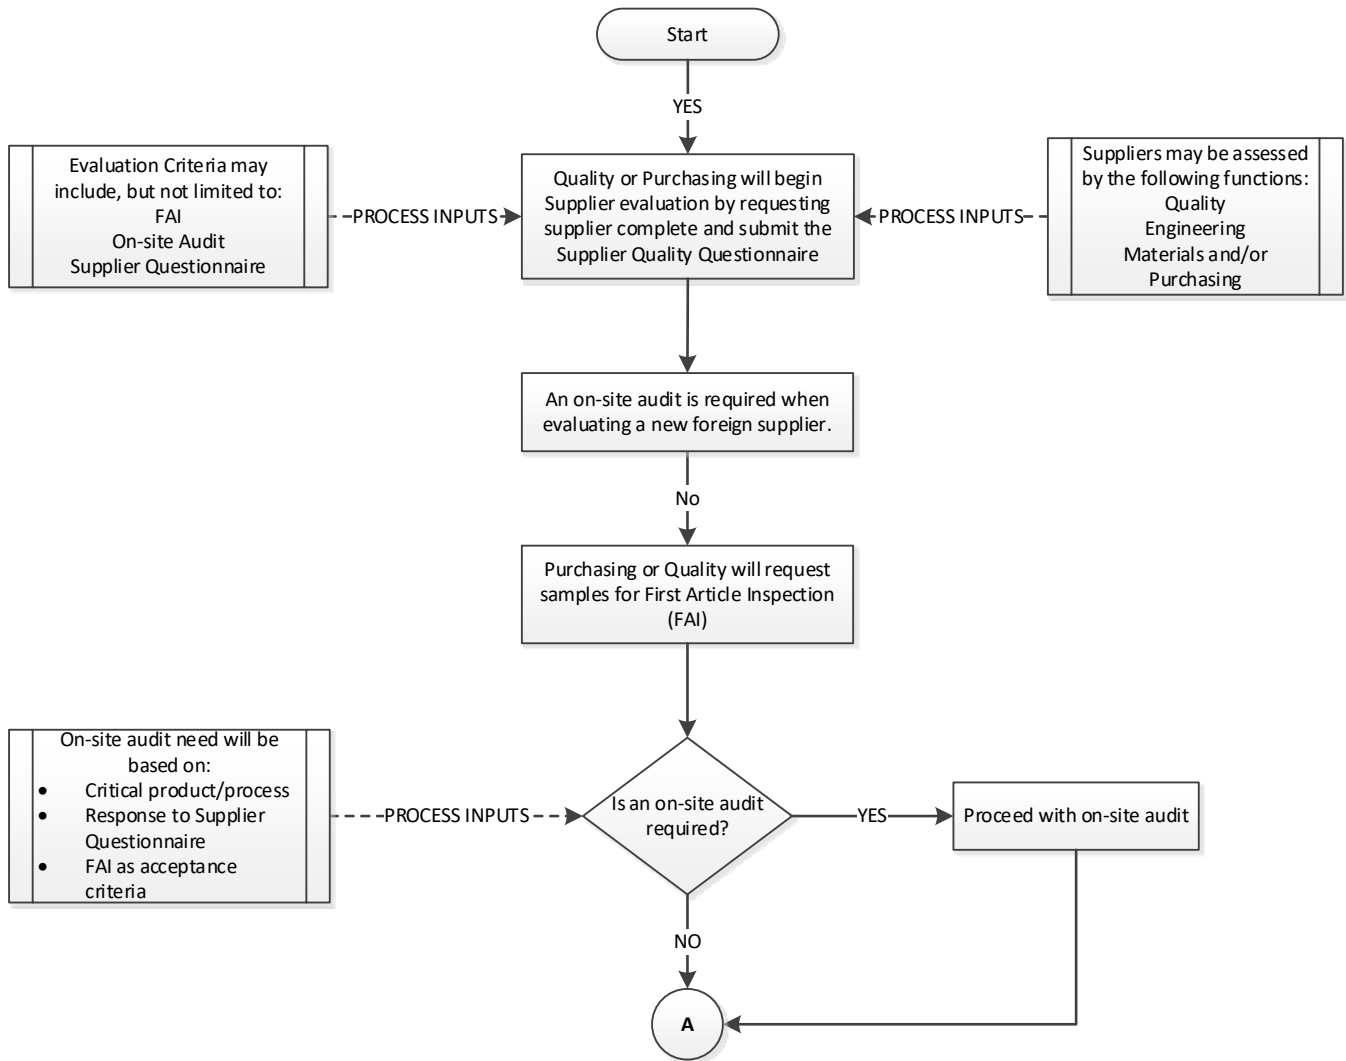 Start
YES
Evaluation Criteria may
include, but not limited to:
FAI
On-site Audit
Supplier Questionnaire
PROCESS INPUTS
Quality or Purchasing will begin
Supplier evaluation by requesting
supplier complete and submit the
Supplier Quality Questionnaire
PROCESS INPUTS
Suppliers may be assessed
by the following functions:
Quality
Engineering
Materials and/or
Purchasing
An on-site audit is required when
evaluating a new foreign supplier.
No
Purchasing or Quality will request
samples for First Article Inspection
(FAI)
On-site audit need will be
based on:
• Critical product/process
• Response to Supplier
Questionnaire
• FAI as acceptance
criteria
PROCESS INPUTS
Is an on-site audit
required?
YES
Proceed with on-site audit
NO
A